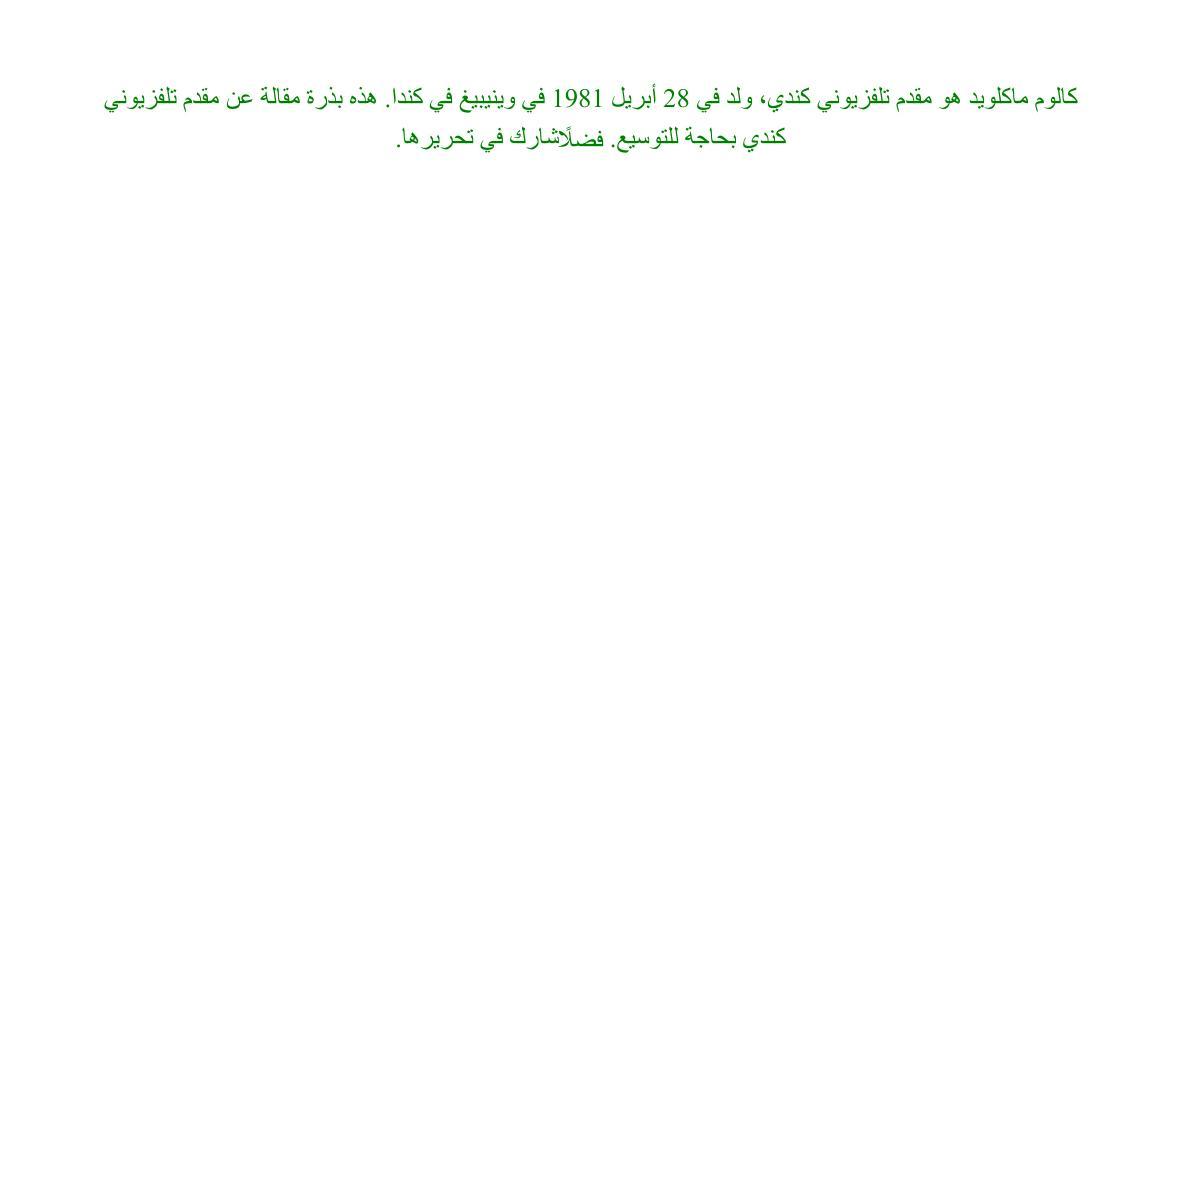 كالوم ماكلويد هو مقدم تلفزيوني كندي، ولد في 28 أبريل 1981 في وينيبيغ في كندا. هذه بذرة مقالة عن مقدم تلفزيوني
كندي بحاجة للتوسيع. فضلًاشارك في تحريرها.